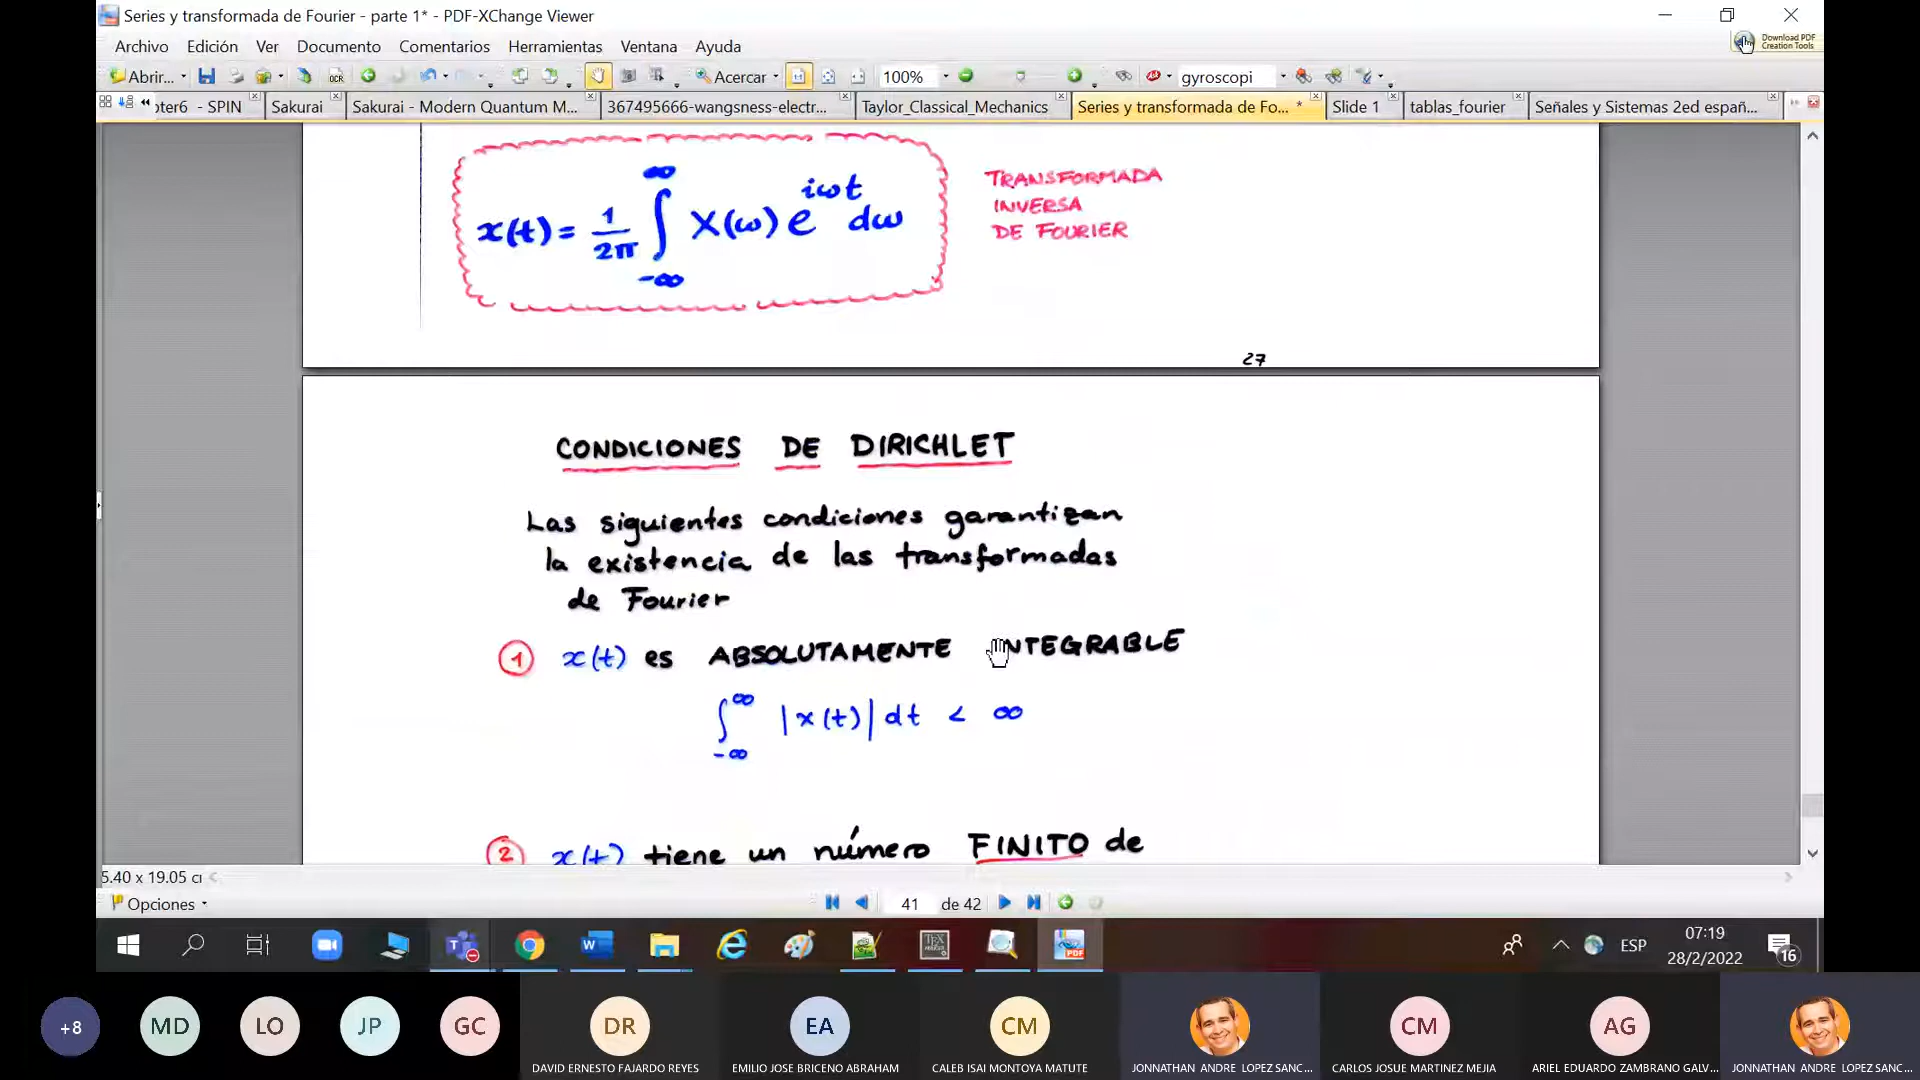 Series y transformada de Fourier - parte 1* - PDF-XChange Viewer
Archivo Edición Ver Documento Comentarios Herramientas Ventana Ayuda
Download PDF
Creation Tools
Abrir... OCR Acercar 100% gyroscopi
oter6 - SPIN Sakurai Sakurai - Modern Quantum M... 367495666-wangsness-electr... Taylor_Classical_Mechanics Series y transformada de Fo... * Slide 1 tablas_fourier Señales y Sistemas 2ed españ...
x(t) = 1/2π ∫_{-∞}^{∞} X(ω) e^{iωt} dω
TRANSFORMADA
INVERSA
DE FOURIER
27
CONDICIONES DE DIRICHLET
Las siguientes condiciones garantizan
la existencia de las transformadas
de Fourier
1 x(t) es ABSOLUTAMENTE INTEGRABLE
∫_{-∞}^{∞} |x(t)| dt < ∞
2 x(t) tiene un número FINITO de
5.40 x 19.05 cı
Opciones 41 de 42
ESP
07:19
28/2/2022
16
+8 MD LO JP GC DR EA CM CM AG
DAVID ERNESTO FAJARDO REYES EMILIO JOSE BRICENO ABRAHAM CALEB ISAI MONTOYA MATUTE JONNATHAN ANDRE LOPEZ SANC... CARLOS JOSUE MARTINEZ MEJIA ARIEL EDUARDO ZAMBRANO GALV... JONNATHAN ANDRE LOPEZ SANC...